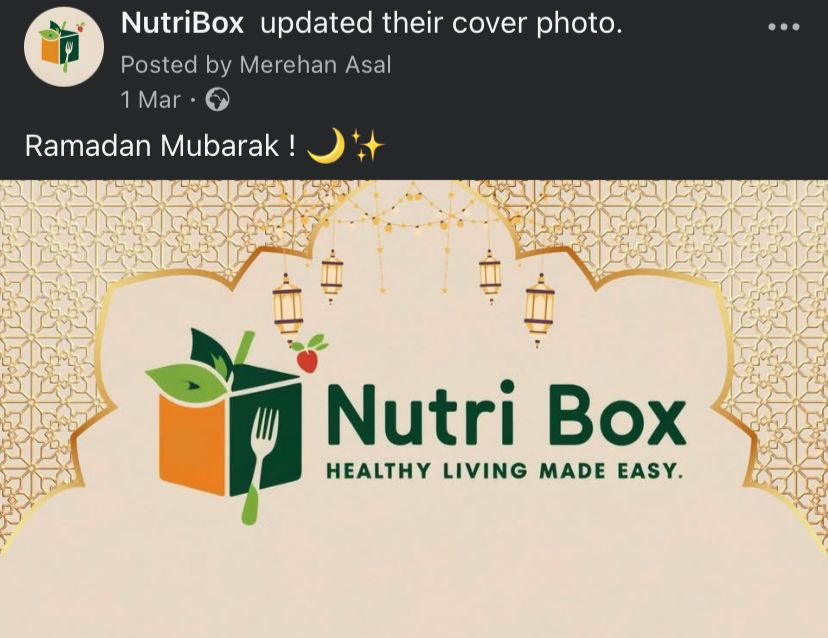 NutriBox updated their cover photo.
Posted by Merehan Asal
1 Mar ·
Ramadan Mubarak ! 🌙✨
Nutri Box
HEALTHY LIVING MADE EASY.